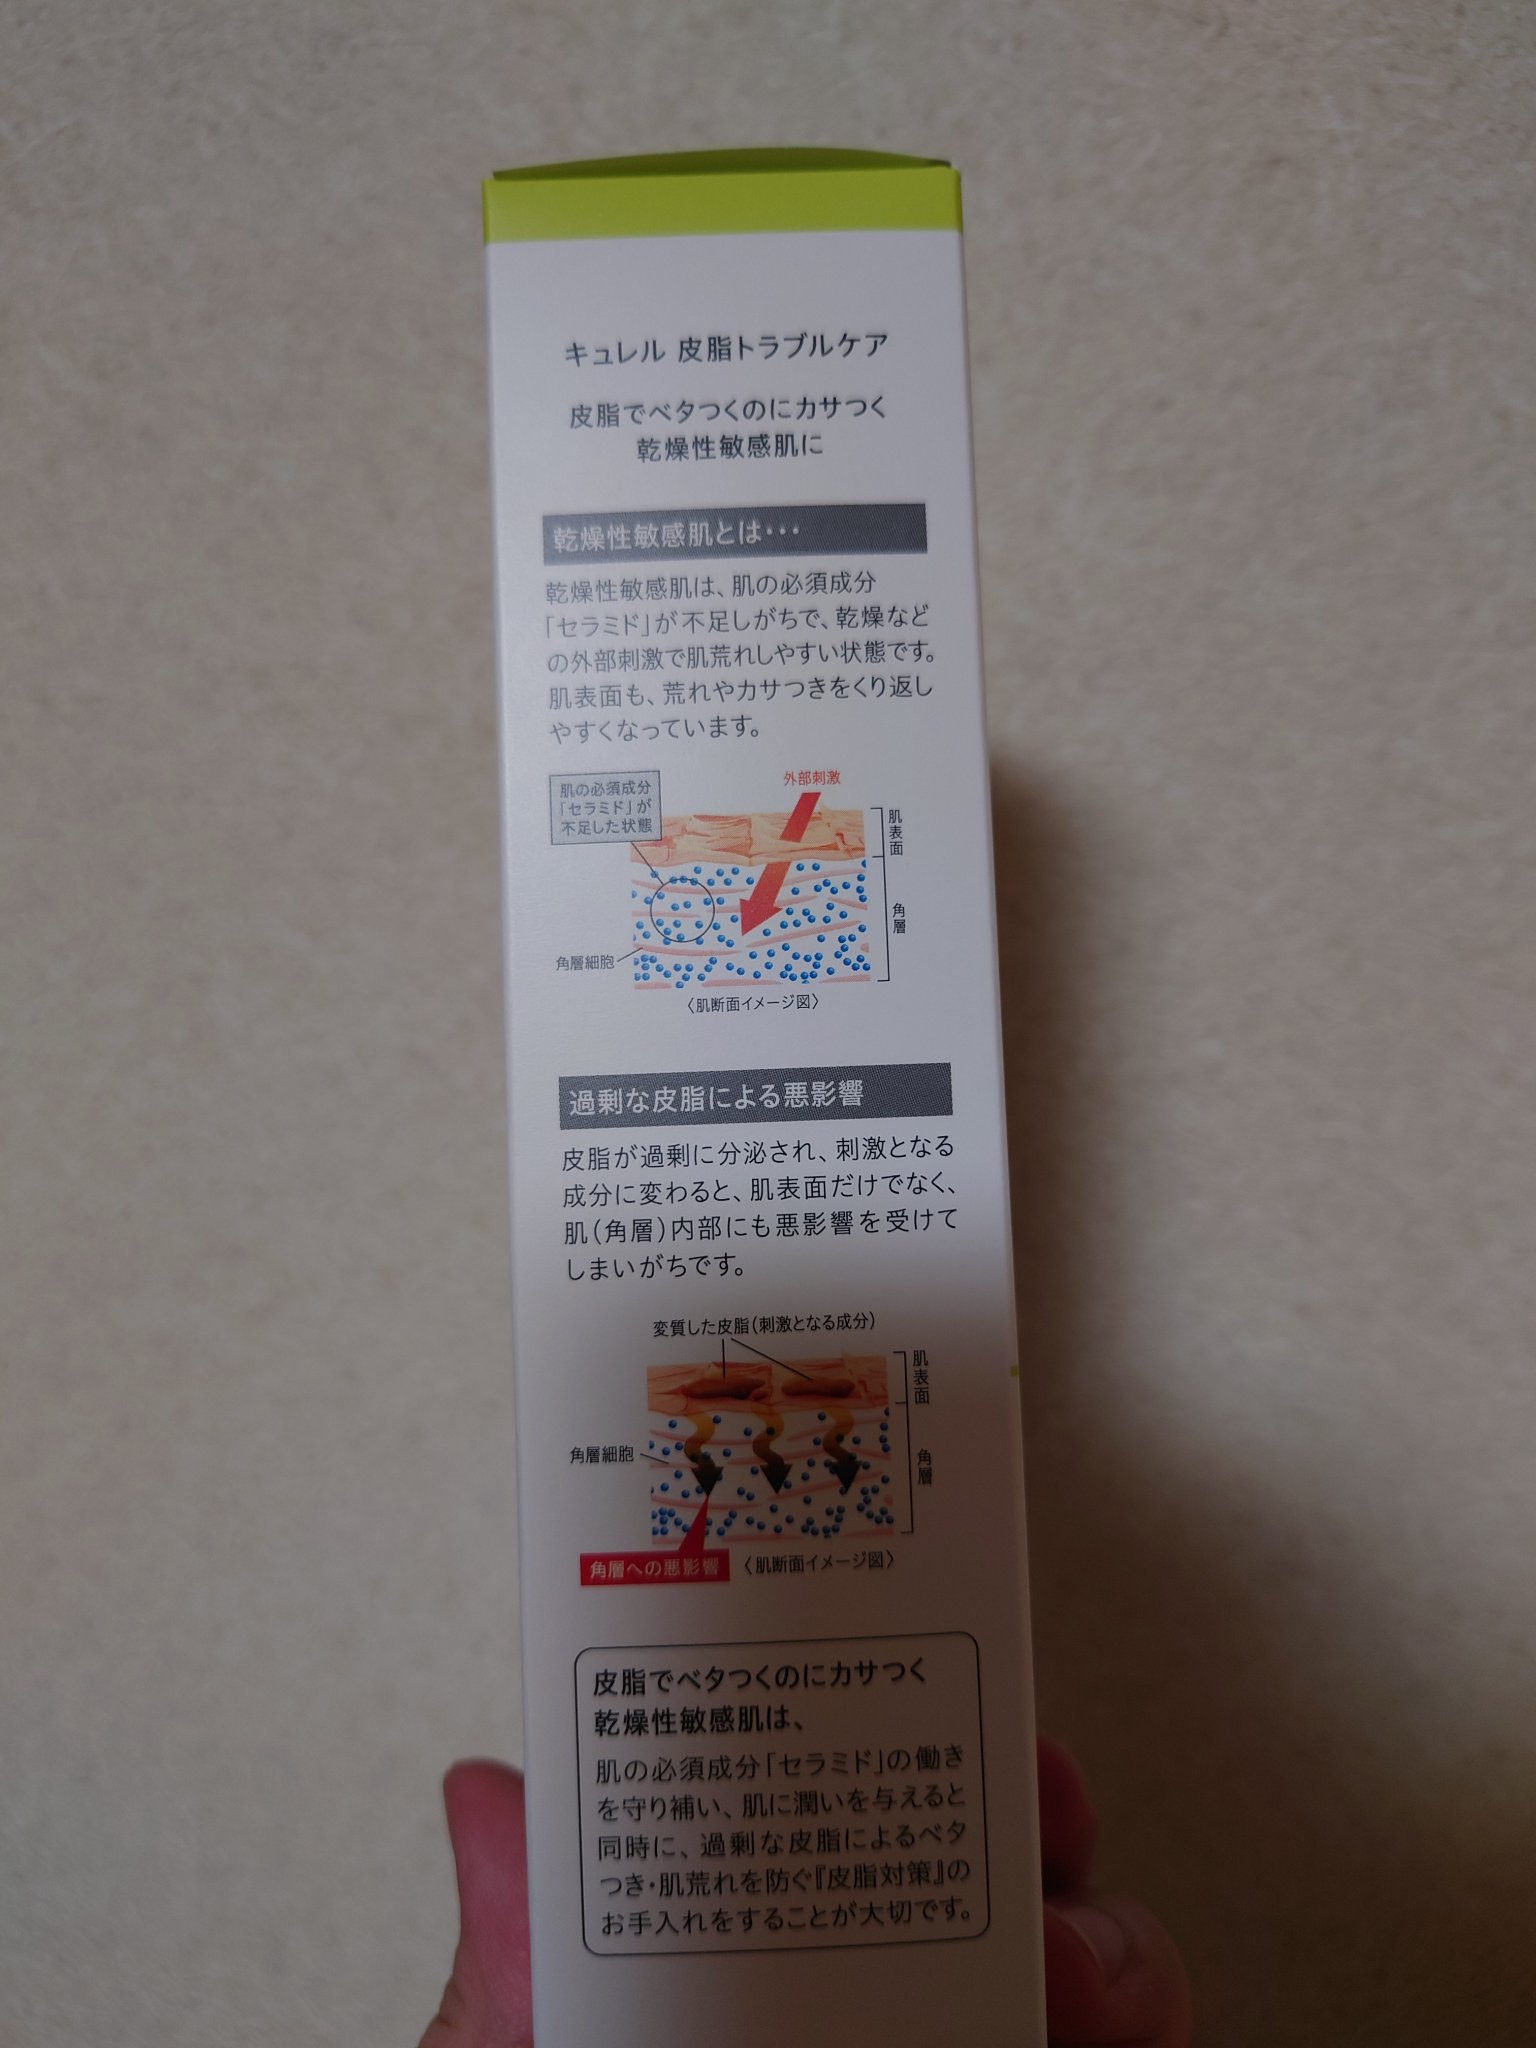 キュレル 皮脂トラブルケア
皮脂でベタつくのにカサつく
乾燥性敏感肌に
乾燥性敏感肌とは・・・
乾燥性敏感肌は、肌の必須成分
「セラミド」が不足しがちで、乾燥など
の外部刺激で肌荒れしやすい状態です。
肌表面も、荒れやカサつきをくり返し
やすくなっています。
肌の必須成分
「セラミド」が
不足した状態
外部刺激
肌表面
角層
角層細胞
〈肌断面イメージ図〉
過剰な皮脂による悪影響
皮脂が過剰に分泌され、刺激となる
成分に変わると、肌表面だけでなく、
肌(角層)内部にも悪影響を受けて
しまいがちです。
変質した皮脂(刺激となる成分)
肌表面
角層細胞
角層
角層への悪影響
〈肌断面イメージ図〉
皮脂でベタつくのにカサつく
乾燥性敏感肌は、
肌の必須成分「セラミド」の働き
を守り補い、肌に潤いを与えると
同時に、過剰な皮脂によるベタ
つき・肌荒れを防ぐ『皮脂対策』の
お手入れをすることが大切です。